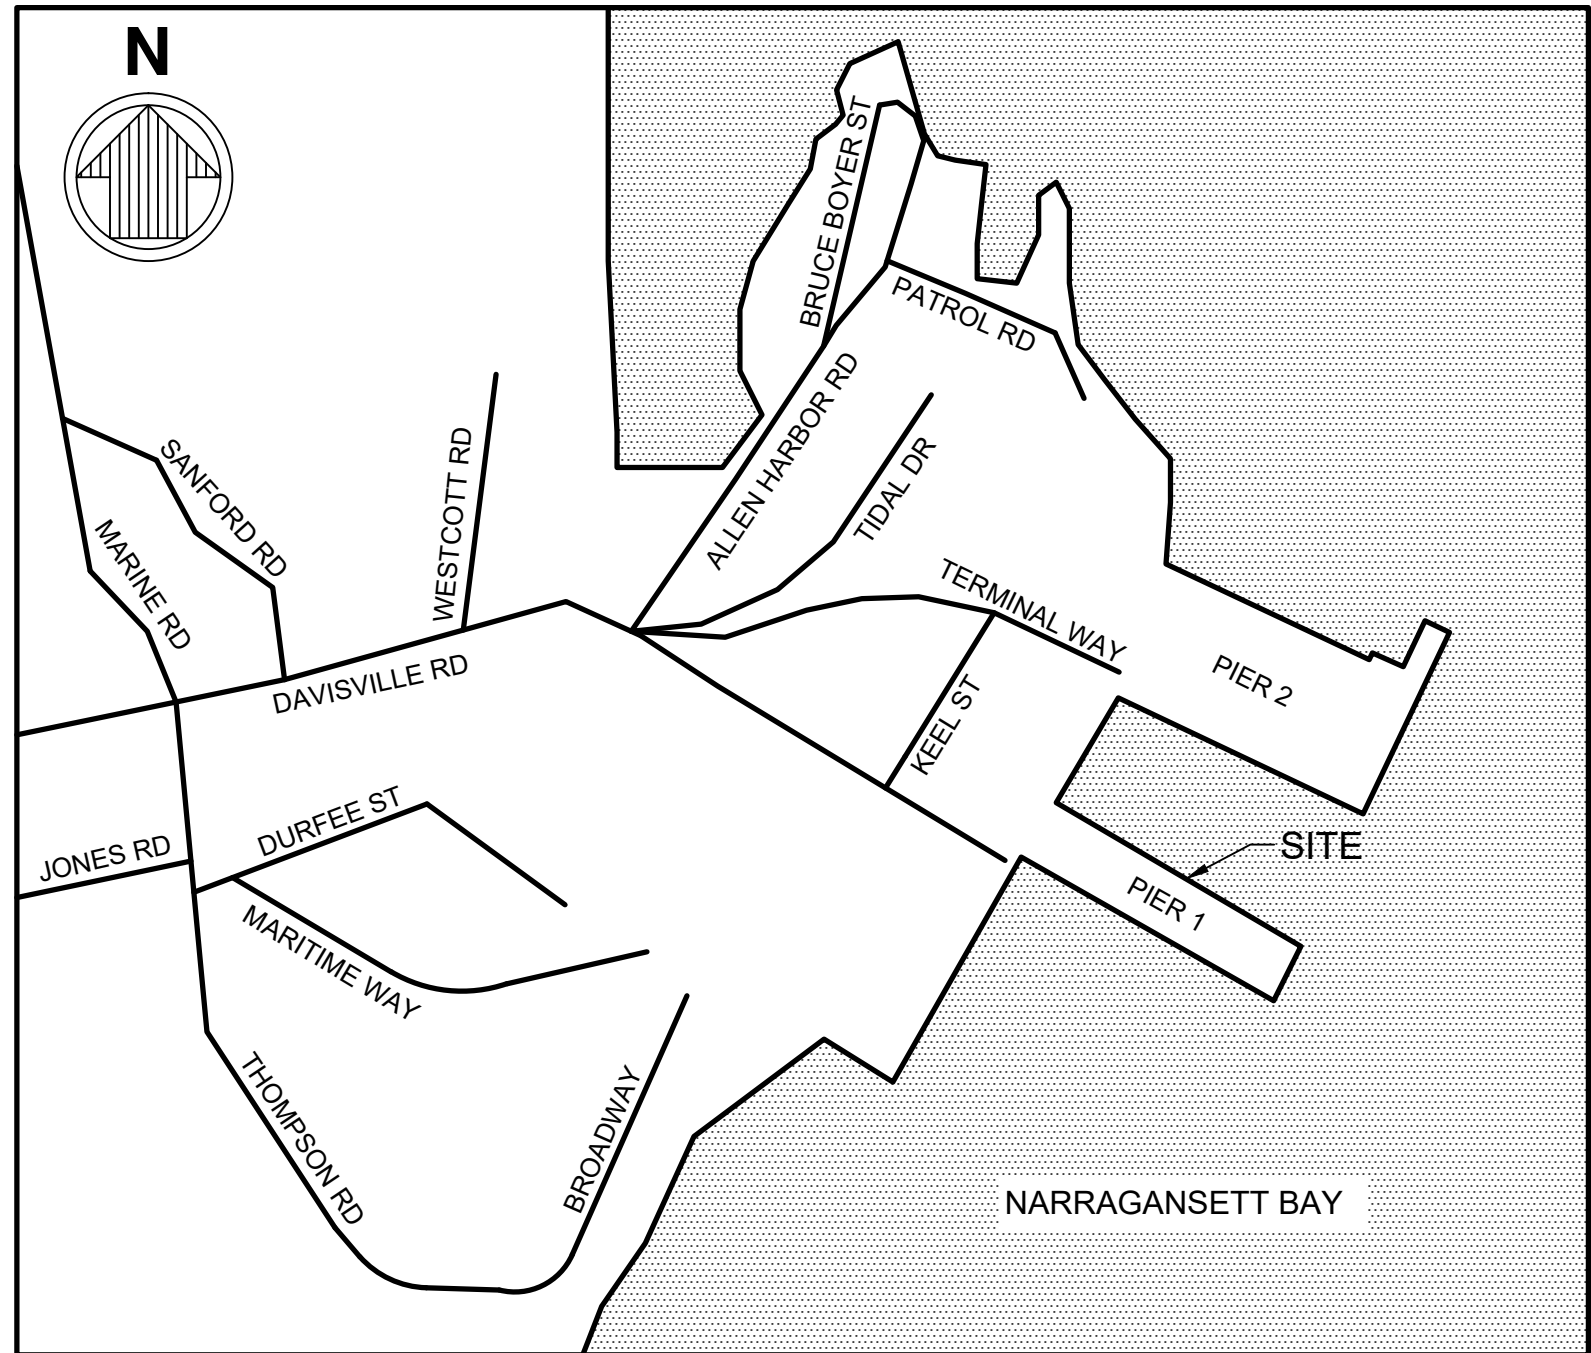 N
BRUCE BOYER ST
PATROL RD
ALLEN HARBOR RD
TIDAL DR
SANFORD RD
WESTCOTT RD
MARINE RD
TERMINAL WAY
DAVISVILLE RD
PIER 2
KEEL ST
DURFEE ST
JONES RD
SITE
PIER 1
MARITIME WAY
THOMPSON RD
BROADWAY
NARRAGANSETT BAY